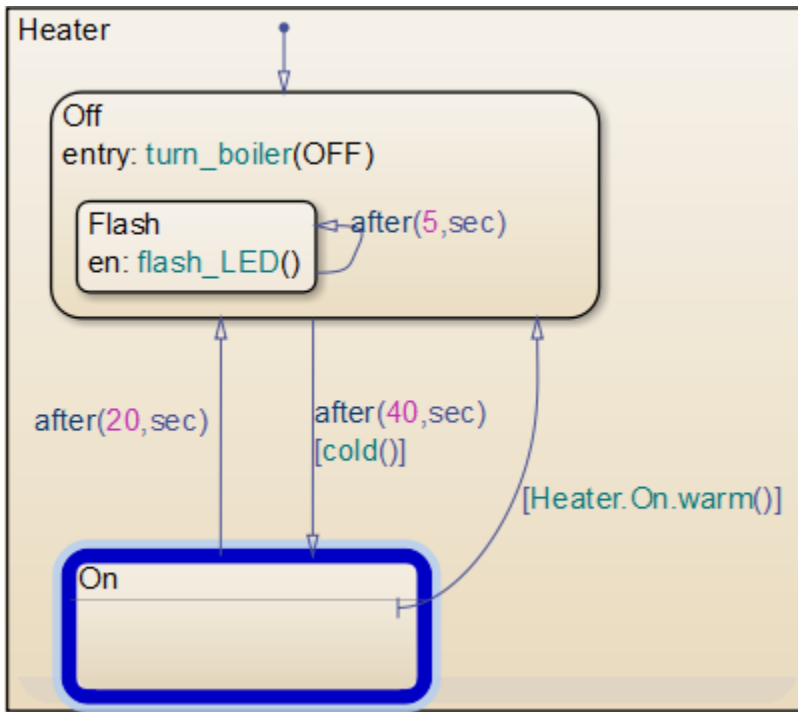 Heater
Off
entry: turn_boiler(OFF)
Flash
en: flash_LED()
after(5,sec)
after(20,sec)
after(40,sec)
[cold()]
[Heater.On.warm()]
On